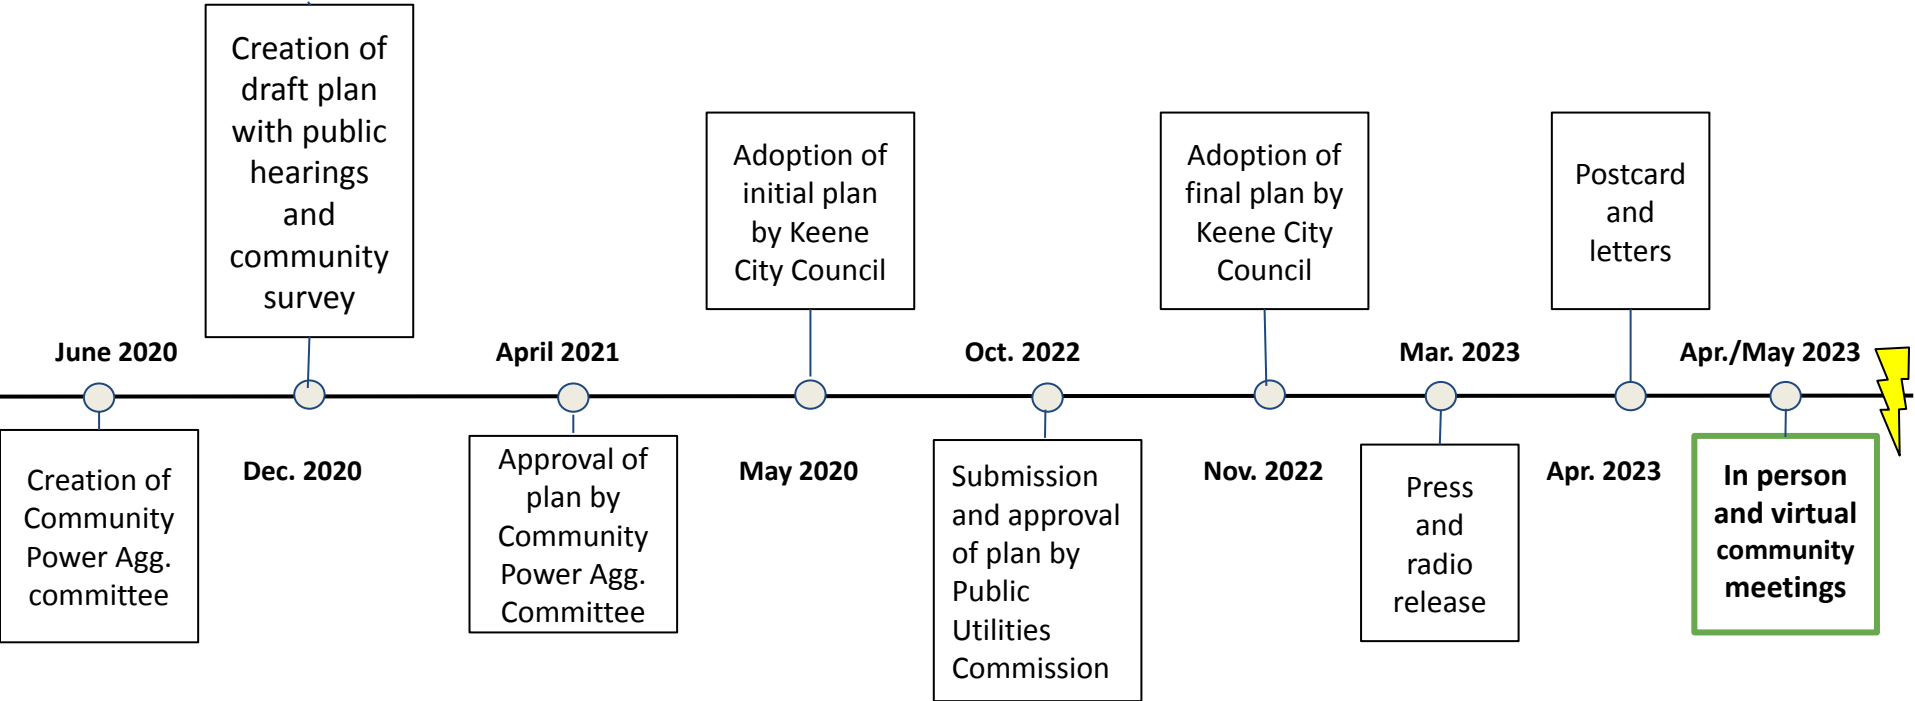 June 2020
Creation of
Community
Power Agg.
committee
Creation of
draft plan
with public
hearings
and
community
survey
Dec. 2020
April 2021
Approval of
plan by
Community
Power Agg.
Committee
Adoption of
initial plan
by Keene
City Council
May 2020
Oct. 2022
Submission
and approval
of plan by
Public
Utilities
Commission
Adoption of
final plan by
Keene City
Council
Nov. 2022
Mar. 2023
Press
and
radio
release
Postcard
and
letters
Apr. 2023
Apr./May 2023
In person
and virtual
community
meetings